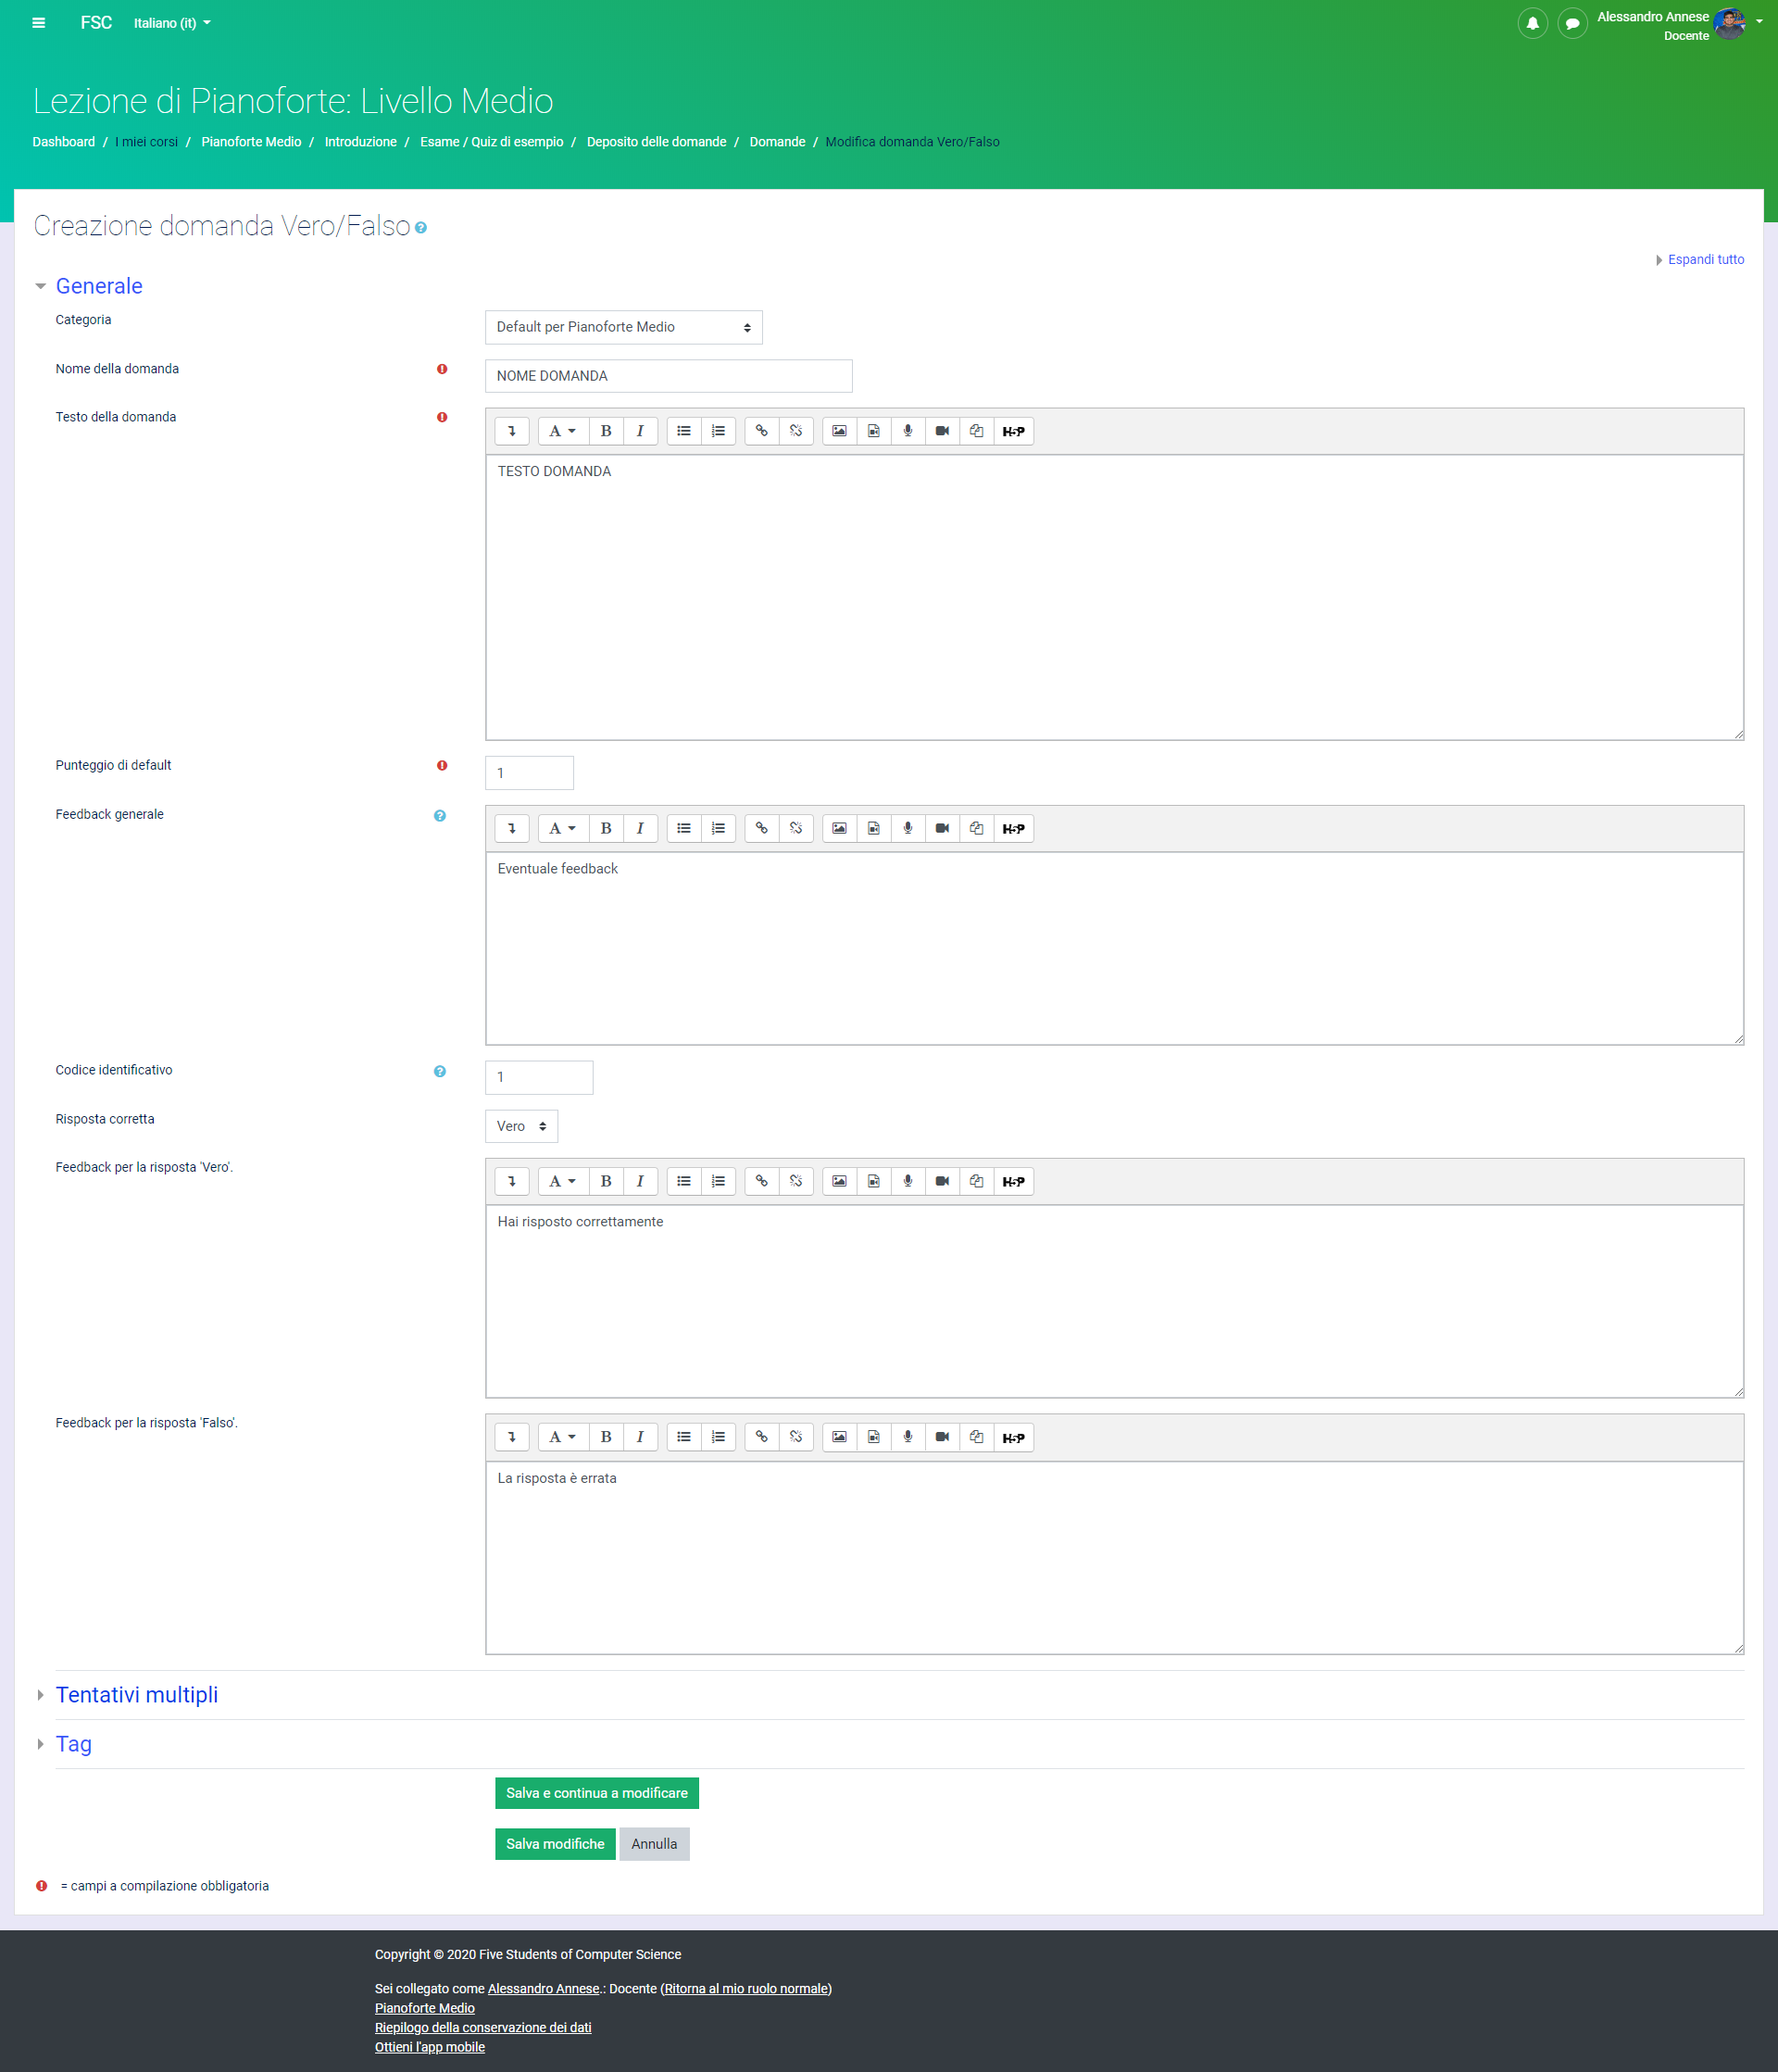 FSC Italiano (it)
Alessandro Annese
Docente
Lezione di Pianoforte: Livello Medio
Dashboard / I miei corsi / Pianoforte Medio / Introduzione / Esame / Quiz di esempio / Deposito delle domande / Domande / Modifica domanda Vero/Falso
Creazione domanda Vero/Falso
Espandi tutto
Generale
Categoria
Default per Pianoforte Medio
Nome della domanda
NOME DOMANDA
Testo della domanda
A B I H-P
TESTO DOMANDA
Punteggio di default
1
Feedback generale
A B I H-P
Eventuale feedback
Codice identificativo
1
Risposta corretta
Vero
Feedback per la risposta 'Vero'.
A B I H-P
Hai risposto correttamente
Feedback per la risposta 'Falso'.
A B I H-P
La risposta è errata
Tentativi multipli
Tag
Salva e continua a modificare
Salva modifiche Annulla
= campi a compilazione obbligatoria
Copyright © 2020 Five Students of Computer Science
Sei collegato come Alessandro Annese.: Docente (Ritorna al mio ruolo normale)
Pianoforte Medio
Riepilogo della conservazione dei dati
Ottieni l'app mobile